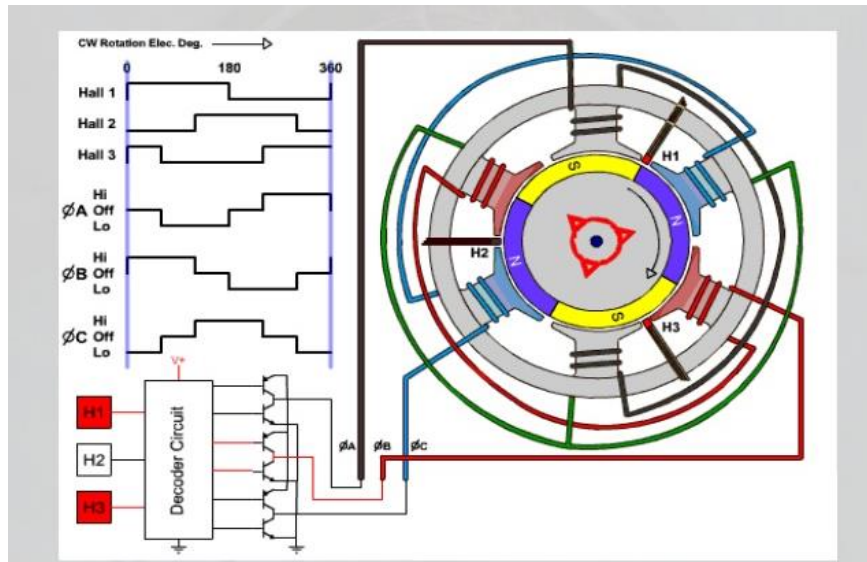 CW Rotation Elec. Deg.
0 180 360
Hall 1
Hall 2
Hall 3
Hi
ØA Off
Lo
Hi
ØB Off
Lo
Hi
ØC Off
Lo
V+
H1
H2
H3
Decoder Circuit
ØA ØB ØC
S
H1
N
H2
N
S
H3